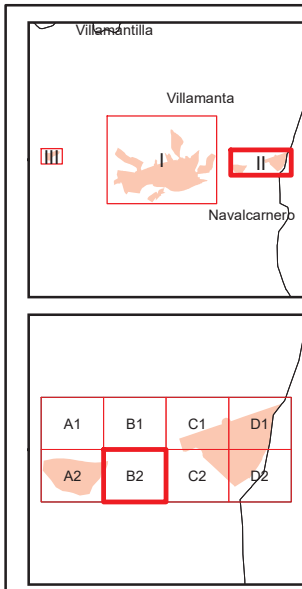 Villamantilla
Villamanta
III I II
Navalcarnero
A1 B1 C1 D1
A2 B2 C2 D2